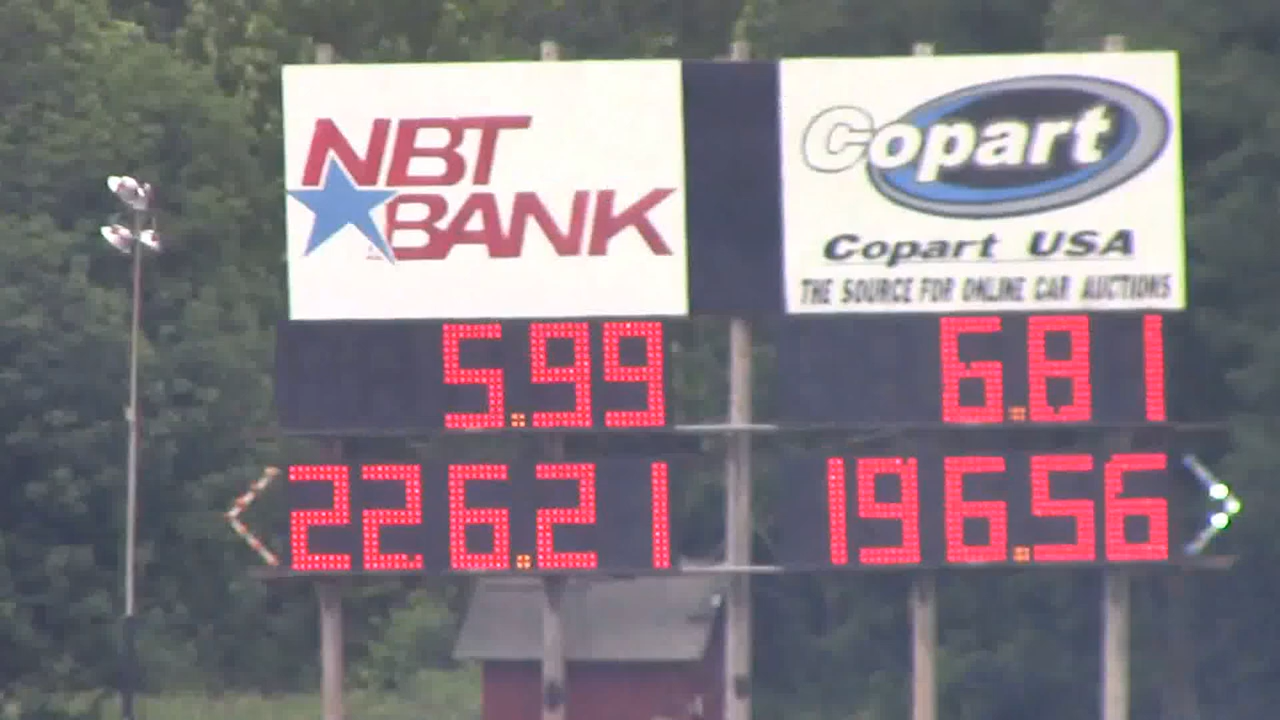 NBT
BANK
Copart
Copart USA
THE SOURCE FOR ONLINE CAR AUCTIONS
5.99
6.81
226.21
196.56